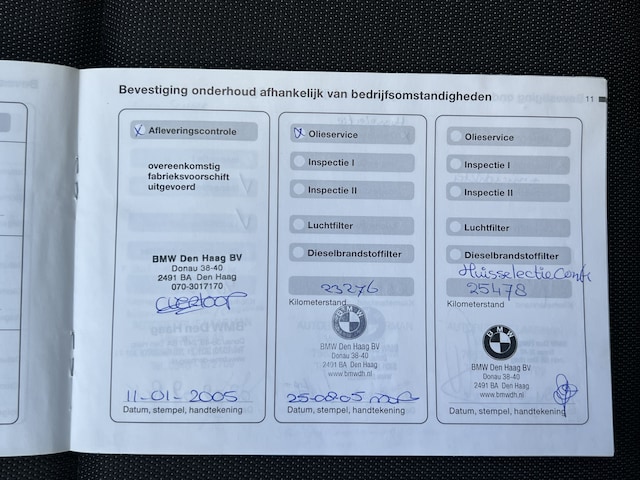 Bevestiging onderhoud afhankelijk van bedrijfsomstandigheden
11
x Afleveringscontrole
overeenkomstig
fabrieksvoorschrift
uitgevoerd
BMW Den Haag BV
Donau 38-40
2491 BA Den Haag
070-3017170
11-01-2005
Datum, stempel, handtekening
x Olieservice
Inspectie I
Inspectie II
Luchtfilter
Dieselbrandstoffilter
23276
Kilometerstand
BMW Den Haag BV
Donau 38-40
2491 BA Den Haag
www.bmwdh.nl
25-08-05
Datum, stempel, handtekening
Olieservice
Inspectie I
Inspectie II
Luchtfilter
Dieselbrandstoffilter
25478
Kilometerstand
BMW
BMW Den Haag BV
Donau 38-40
2491 BA Den Haag
www.bmwdh.nl
Datum, stempel, handtekening